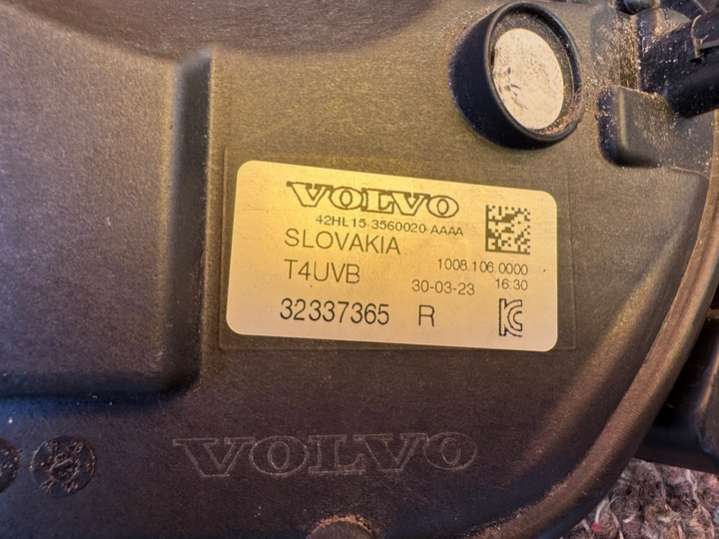 VOLVO
42HL15-3560020-AAAA
SLOVAKIA
T4UVB
1008.106.0000
30-03-23 16:30
32337365 R
VOLVO